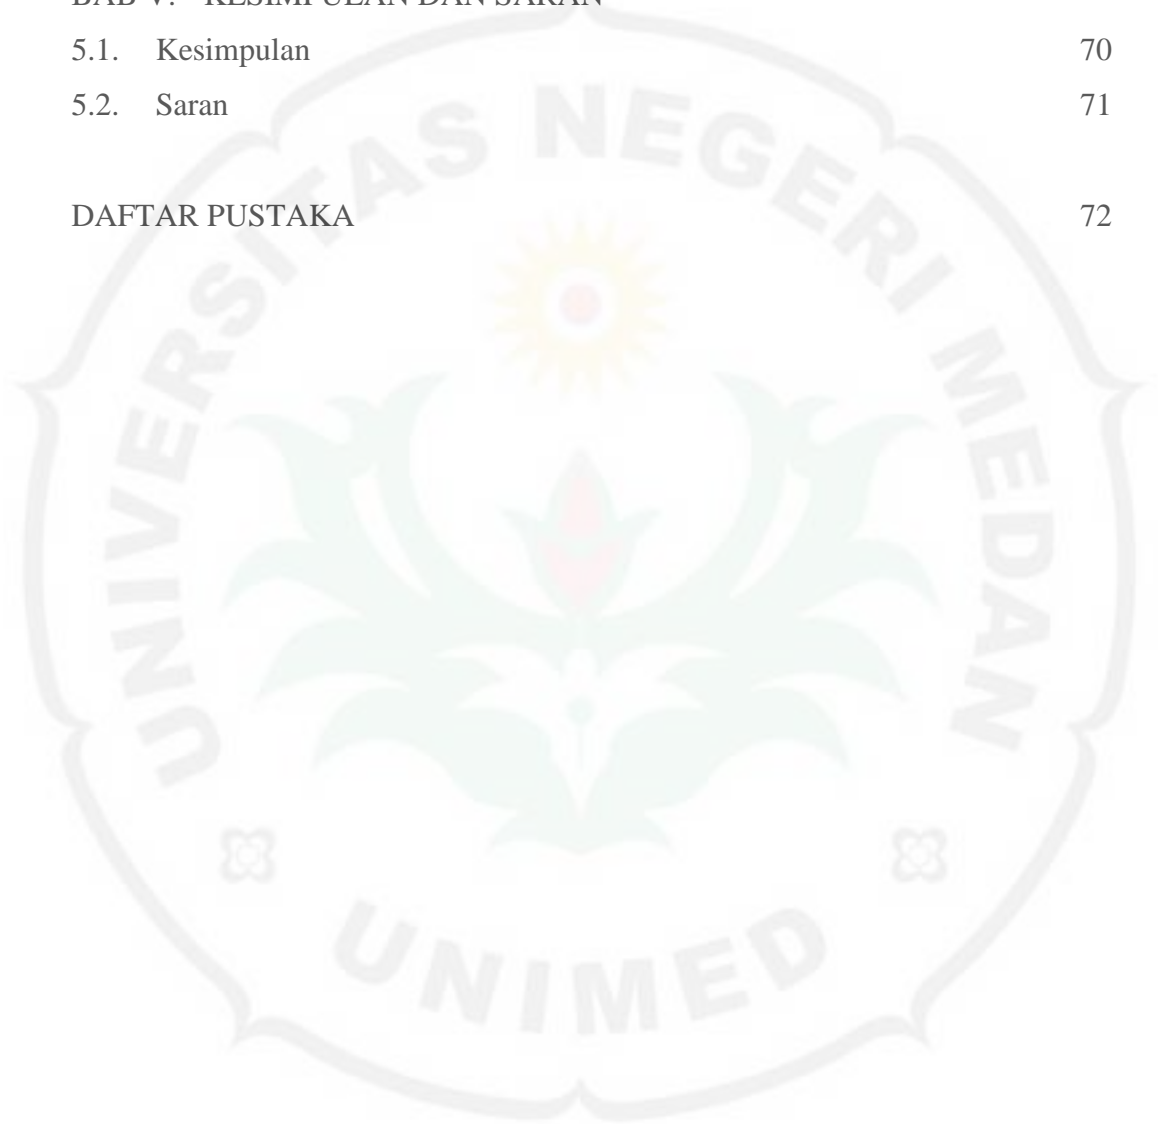 BAB V. KESIMPULAN DAN SARAN
5.1. Kesimpulan 70
5.2. Saran 71
DAFTAR PUSTAKA 72
UNIVERSITAS NEGERI MEDAN
UNIMED